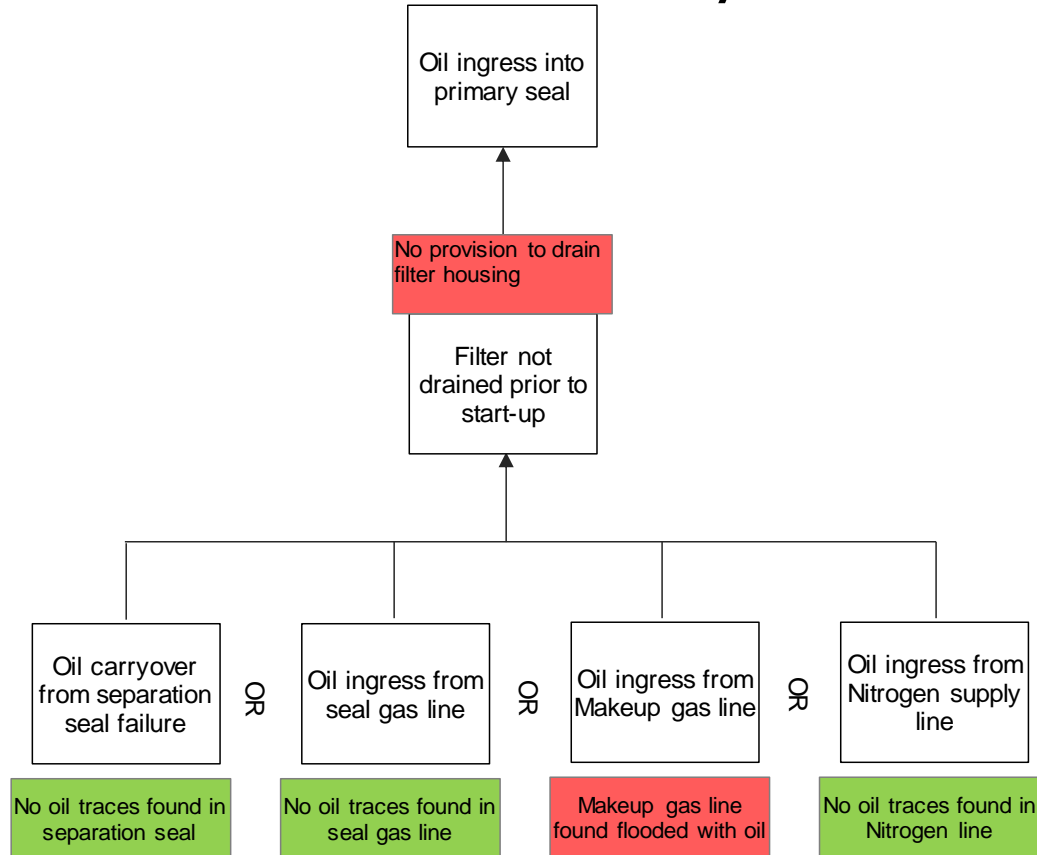 Oil ingress into
primary seal
No provision to drain
filter housing
Filter not
drained prior to
start-up
Oil carryover
from separation
seal failure
OR
Oil ingress from
seal gas line
OR
Oil ingress from
Makeup gas line
OR
Oil ingress from
Nitrogen supply
line
No oil traces found in
separation seal
No oil traces found in
seal gas line
Makeup gas line
found flooded with oil
No oil traces found in
Nitrogen line